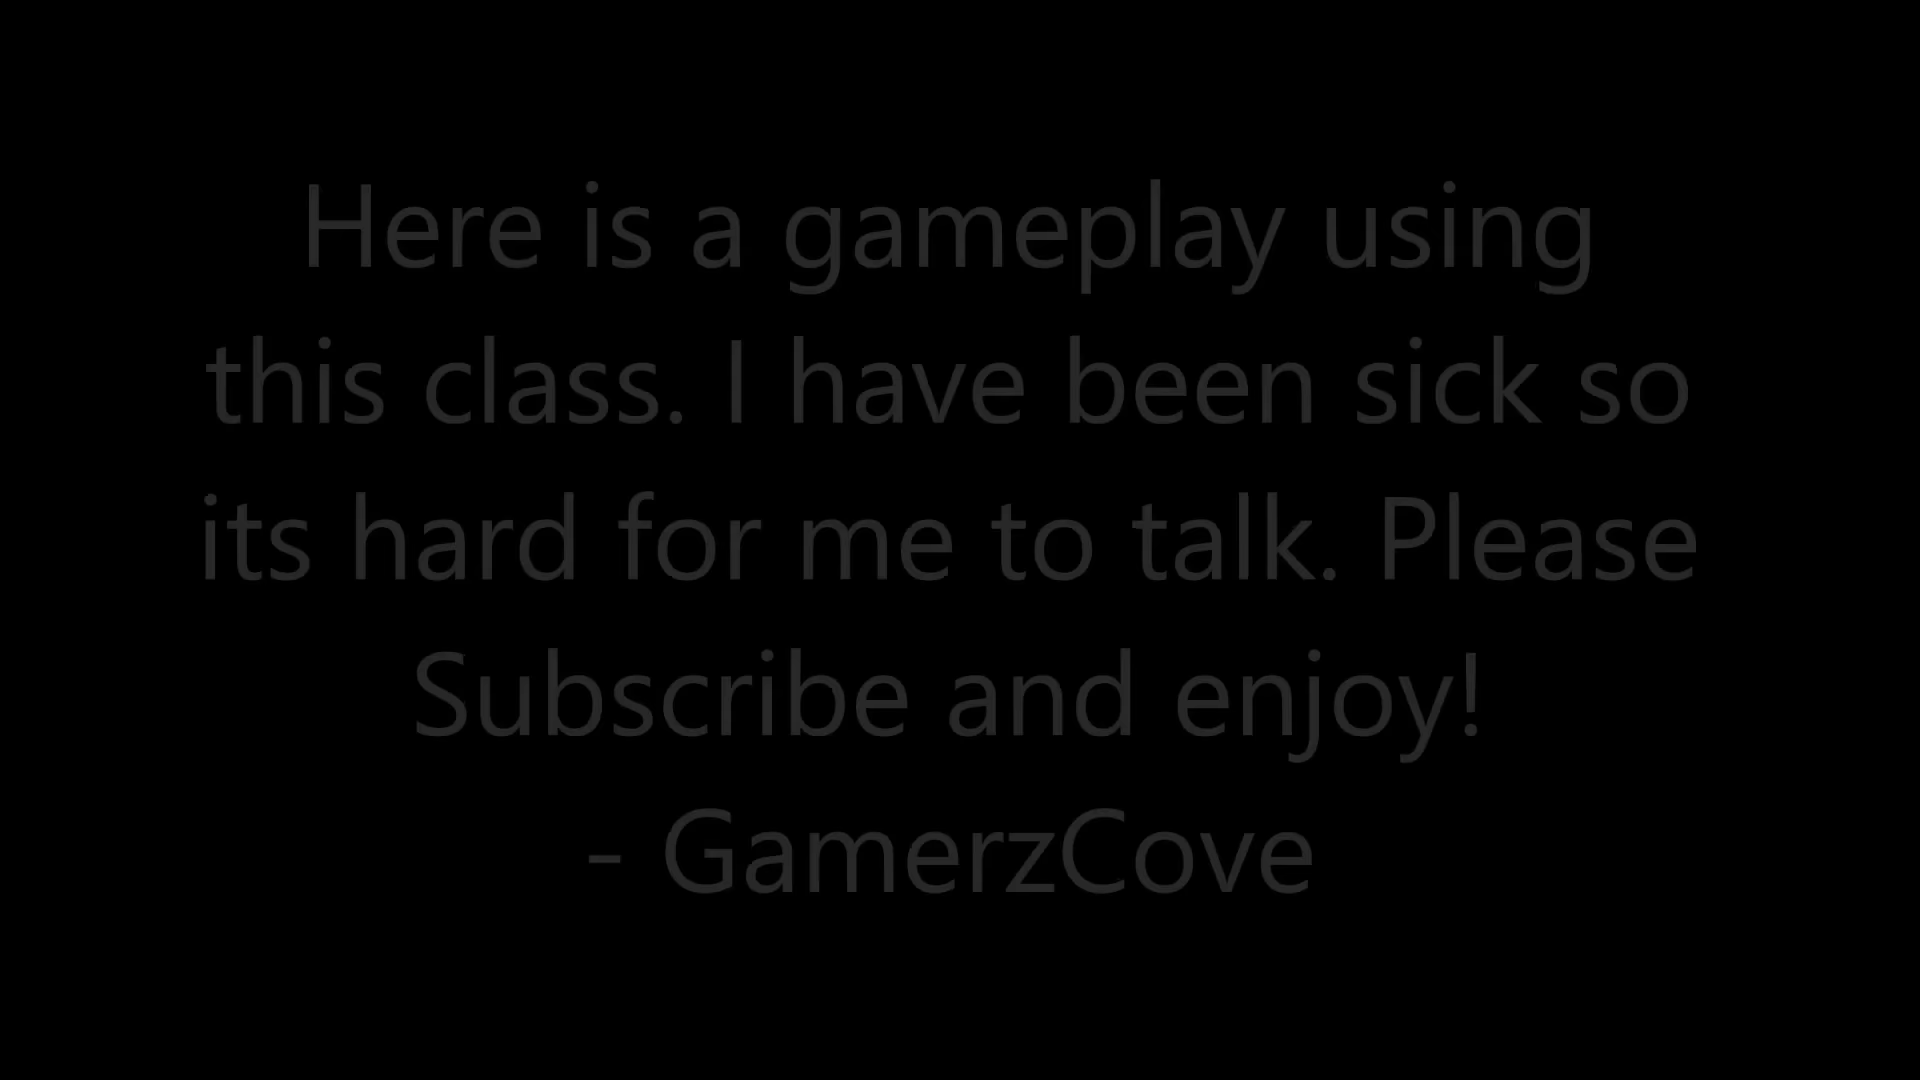 Here is a gameplay using
this class. I have been sick so
its hard for me to talk. Please
Subscribe and enjoy!
- GamerzCove